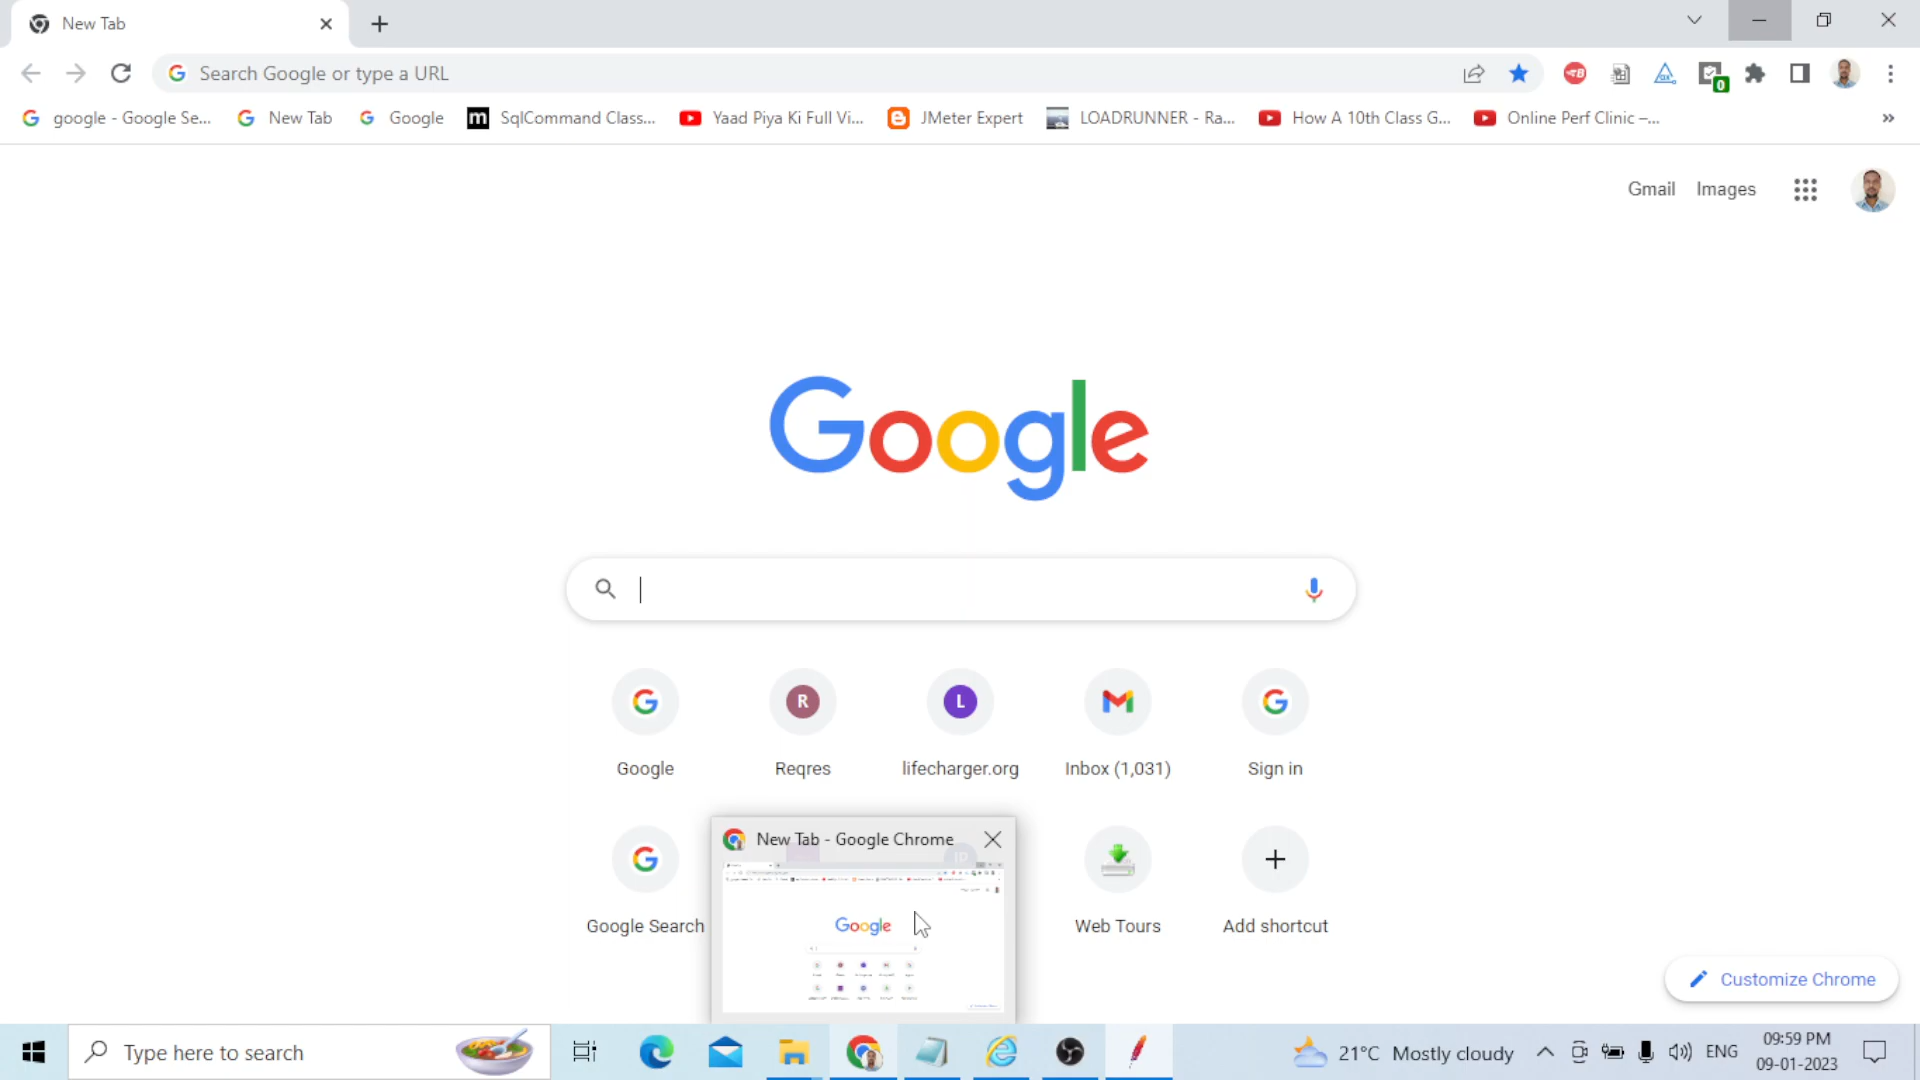 New Tab
Search Google or type a URL
0
google - Google Se...
New Tab
Google
SqlCommand Class...
Yaad Piya Ki Full Vi...
JMeter Expert
LOADRUNNER - Ra...
How A 10th Class G...
Online Perf Clinic –...
»
Gmail
Images
Google
R
L
Google
Reqres
lifecharger.org
Inbox (1,031)
Sign in
New Tab - Google Chrome
Google
Google Search
Web Tours
Add shortcut
Customize Chrome
Type here to search
21°C Mostly cloudy
ENG
09:59 PM
09-01-2023